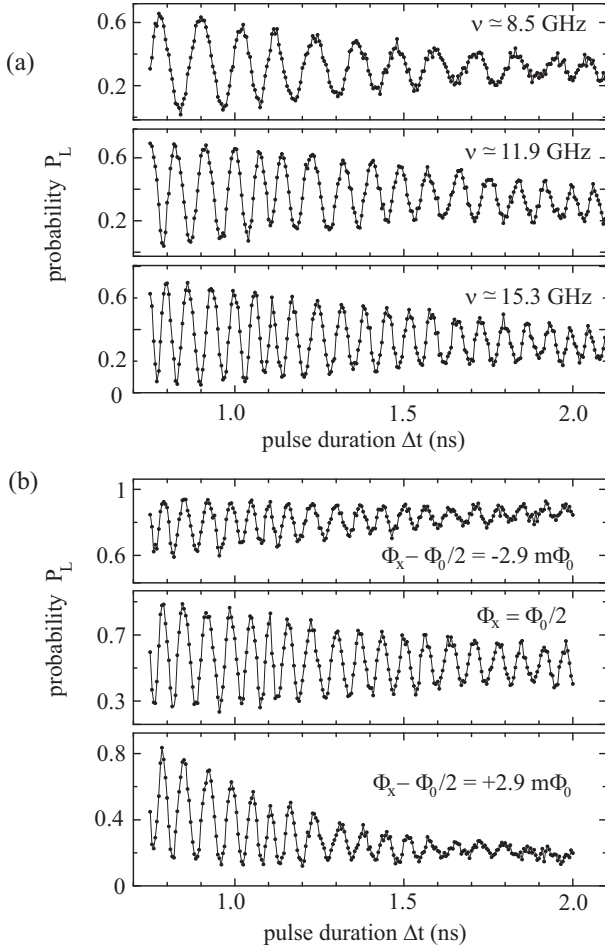 (a)
probability P_L
0.6
0.2
ν ≃ 8.5 GHz
0.6
0.2
ν ≃ 11.9 GHz
0.6
0.2
0
ν ≃ 15.3 GHz
1.0 1.5 2.0
pulse duration Δt (ns)
(b)
probability P_L
1
0.6
Φ_x − Φ_0/2 = -2.9 mΦ_0
0.7
0.3
Φ_x = Φ_0/2
0.8
0.4
0
Φ_x − Φ_0/2 = +2.9 mΦ_0
1.0 1.5 2.0
pulse duration Δt (ns)